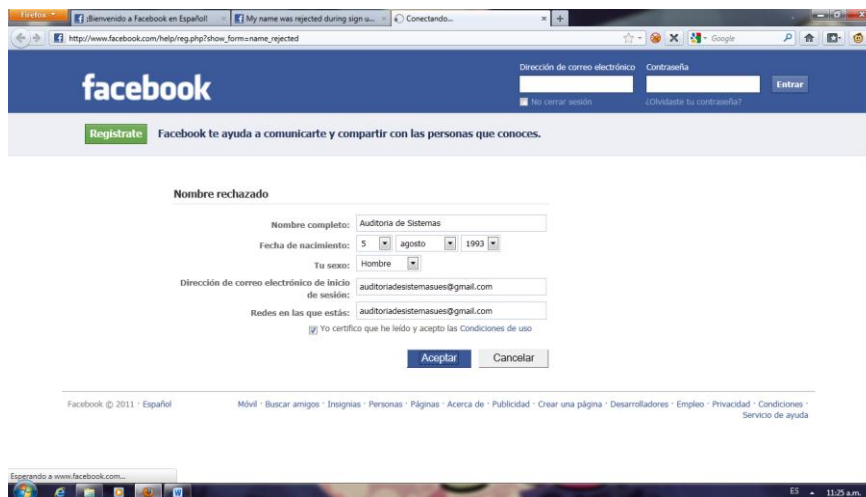 Firefox
¡Bienvenido a Facebook en Español!
My name was rejected during sign u...
Conectando...
http://www.facebook.com/help/reg.php?show_form=name_rejected
Google
facebook
Dirección de correo electrónico
Contraseña
Entrar
No cerrar sesión
¿Olvidaste tu contraseña?
Regístrate
Facebook te ayuda a comunicarte y compartir con las personas que conoces.
Nombre rechazado
Nombre completo: Auditoria de Sistemas
Fecha de nacimiento: 5 agosto 1993
Tu sexo: Hombre
Dirección de correo electrónico de inicio
de sesión: auditoriadesistemasues@gmail.com
Redes en las que estás: auditoriadesistemasues@gmail.com
Yo certifico que he leído y acepto las Condiciones de uso
Aceptar Cancelar
Facebook © 2011 · Español
Móvil · Buscar amigos · Insignias · Personas · Páginas · Acerca de · Publicidad · Crear una página · Desarrolladores · Empleo · Privacidad · Condiciones ·
Servicio de ayuda
Esperando a www.facebook.com...
ES 11:25 a.m.